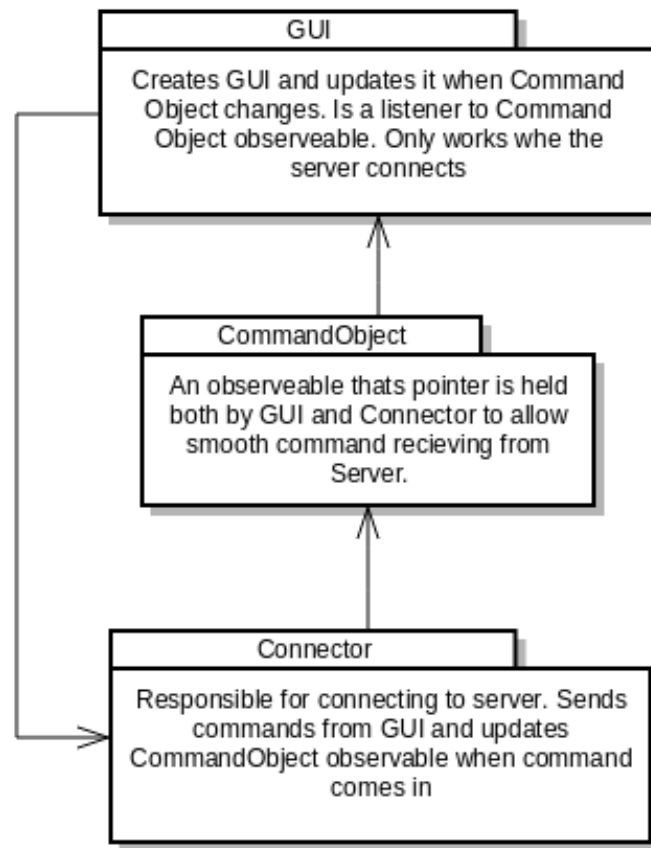 GUI
Creates GUI and updates it when Command
Object changes. Is a listener to Command
Object observeable. Only works whe the
server connects
CommandObject
An observeable thats pointer is held
both by GUI and Connector to allow
smooth command recieving from
Server.
Connector
Responsible for connecting to server. Sends
commands from GUI and updates
CommandObject observable when command
comes in